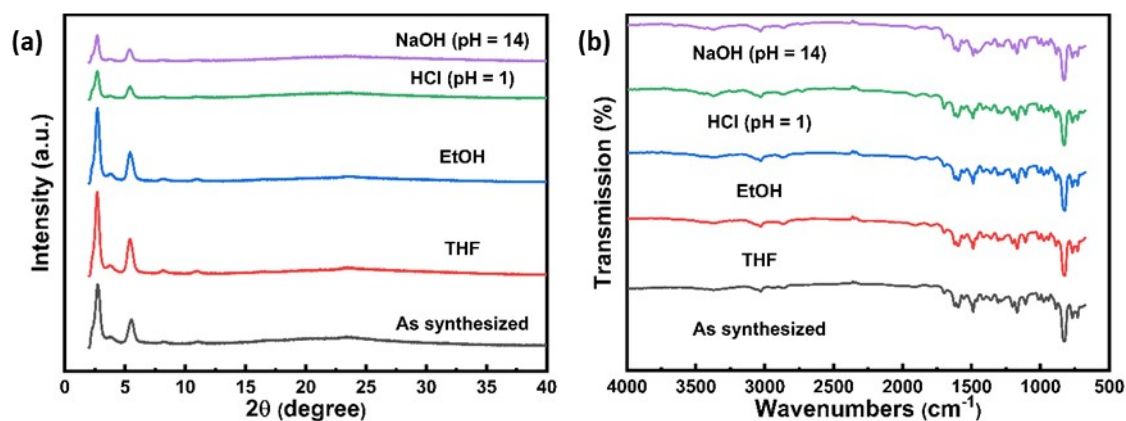 (a)
Intensity (a.u.)
NaOH (pH = 14)
HCl (pH = 1)
EtOH
THF
As synthesized
0 5 10 15 20 25 30 35 40
2θ (degree)
(b)
Transmission (%)
NaOH (pH = 14)
HCl (pH = 1)
EtOH
THF
As synthesized
4000 3500 3000 2500 2000 1500 1000 500
Wavenumbers (cm⁻¹)